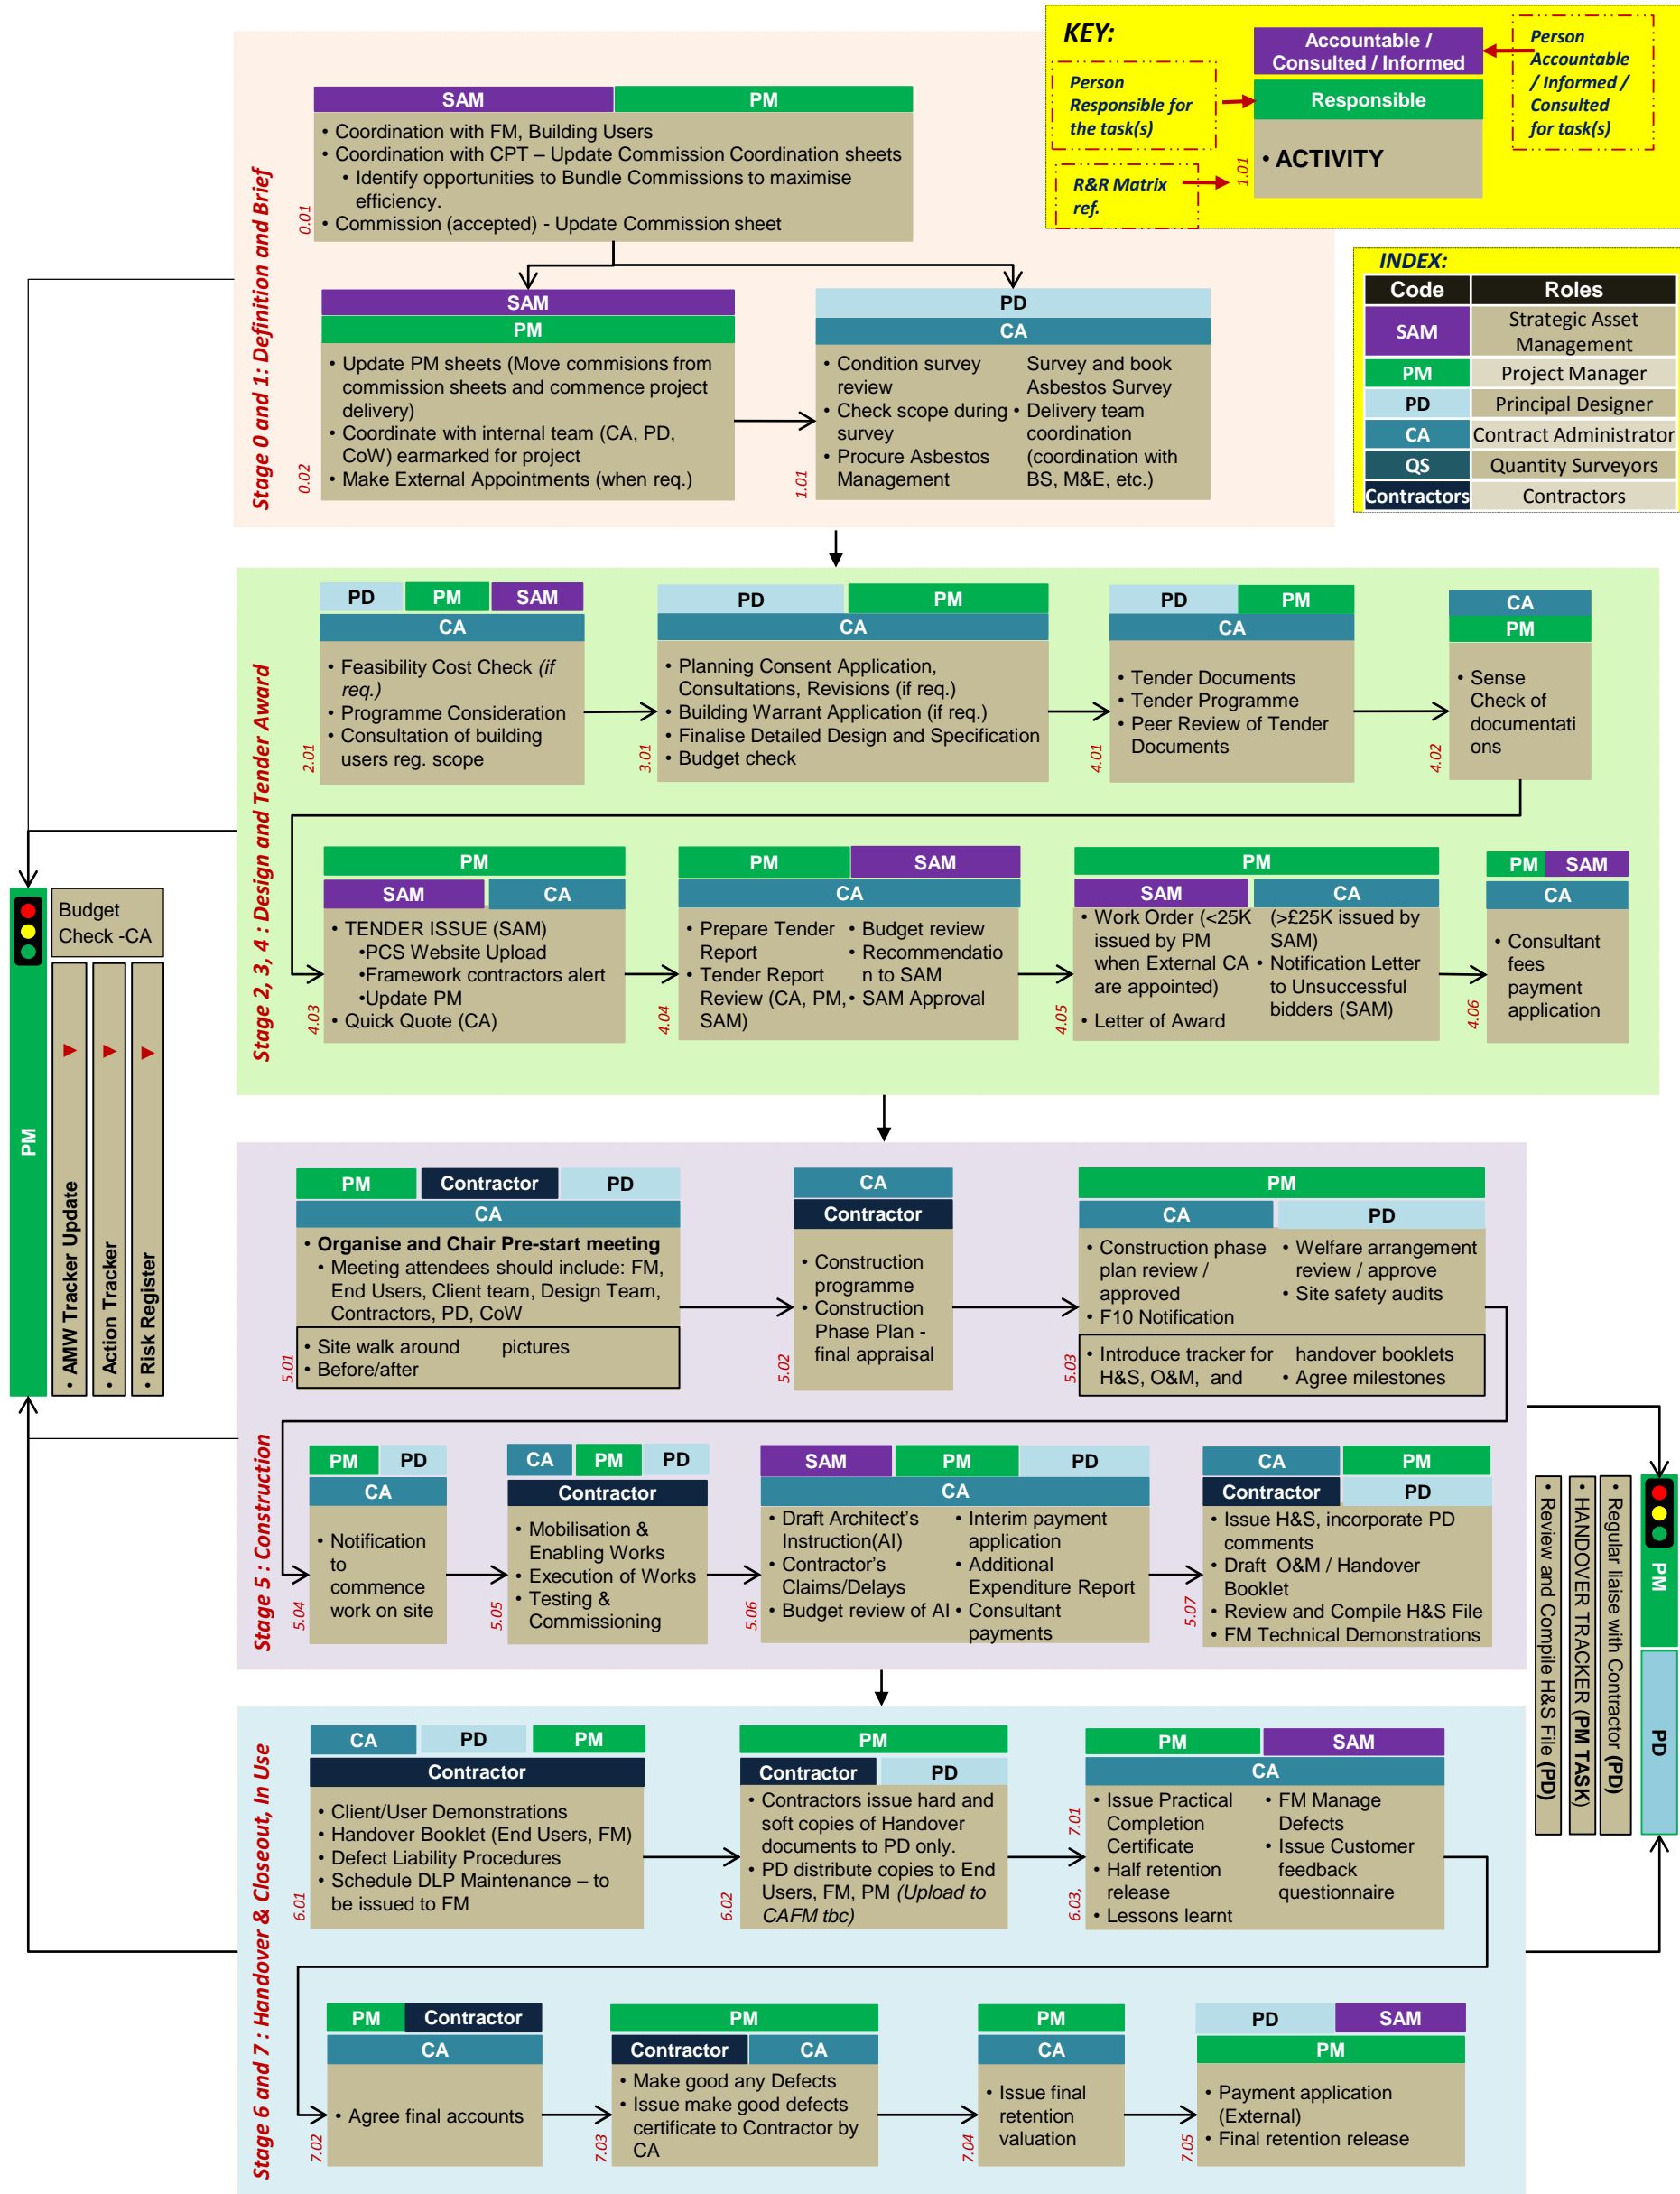 KEY:
Person
Responsible for
the task(s)
R&R Matrix
ref.
Accountable /
Consulted / Informed
Responsible
1.01
• ACTIVITY
Person
Accountable
/ Informed /
Consulted
for task(s)
INDEX:
Code Roles
SAM Strategic Asset
Management
PM Project Manager
PD Principal Designer
CA Contract Administrator
QS Quantity Surveyors
Contractors Contractors
Stage 0 and 1: Definition and Brief
SAM PM
0.01
• Coordination with FM, Building Users
• Coordination with CPT – Update Commission Coordination sheets
• Identify opportunities to Bundle Commissions to maximise
efficiency.
• Commission (accepted) - Update Commission sheet
SAM
PM
0.02
• Update PM sheets (Move commisions from
commission sheets and commence project
delivery)
• Coordinate with internal team (CA, PD,
CoW) earmarked for project
• Make External Appointments (when req.)
PD
CA
1.01
• Condition survey
review
• Check scope during
survey
• Procure Asbestos
Management
Survey and book
Asbestos Survey
• Delivery team
coordination
(coordination with
BS, M&E, etc.)
Stage 2, 3, 4 : Design and Tender Award
PD PM SAM
CA
2.01
• Feasibility Cost Check (if
req.)
• Programme Consideration
• Consultation of building
users reg. scope
PD PM
CA
3.01
• Planning Consent Application,
Consultations, Revisions (if req.)
• Building Warrant Application (if req.)
• Finalise Detailed Design and Specification
• Budget check
PD PM
CA
4.01
• Tender Documents
• Tender Programme
• Peer Review of Tender
Documents
CA
PM
4.02
• Sense
Check of
documentati
ons
PM
SAM CA
4.03
• TENDER ISSUE (SAM)
•PCS Website Upload
•Framework contractors alert
•Update PM
• Quick Quote (CA)
PM SAM
CA
4.04
• Prepare Tender
Report
• Tender Report
Review (CA, PM,
SAM)
• Budget review
• Recommendatio
n to SAM
• SAM Approval
PM
SAM CA
4.05
• Work Order (<25K
issued by PM
when External CA
are appointed)
• Letter of Award
(>£25K issued by
SAM)
• Notification Letter
to Unsuccessful
bidders (SAM)
PM SAM
CA
4.06
• Consultant
fees
payment
application
PM
Budget
Check -CA
• AMW Tracker Update
• Action Tracker
• Risk Register
Stage 5 : Construction
PM Contractor PD
CA
5.01
• Organise and Chair Pre-start meeting
• Meeting attendees should include: FM,
End Users, Client team, Design Team,
Contractors, PD, CoW
• Site walk around
• Before/after
pictures
CA
Contractor
5.02
• Construction
programme
• Construction
Phase Plan -
final appraisal
PM
CA PD
5.03
• Construction phase
plan review /
approved
• F10 Notification
• Welfare arrangement
review / approve
• Site safety audits
• Introduce tracker for
H&S, O&M, and
handover booklets
• Agree milestones
PM PD
CA
5.04
• Notification
to
commence
work on site
CA PM PD
Contractor
5.05
• Mobilisation &
Enabling Works
• Execution of Works
• Testing &
Commissioning
SAM PM PD
CA
5.06
• Draft Architect's
Instruction(AI)
• Contractor's
Claims/Delays
• Budget review of AI
• Interim payment
application
• Additional
Expenditure Report
• Consultant
payments
CA PM
Contractor PD
5.07
• Issue H&S, incorporate PD
comments
• Draft O&M / Handover
Booklet
• Review and Compile H&S File
• FM Technical Demonstrations
PM
PD
• Regular liaise with Contractor (PD)
• HANDOVER TRACKER (PM TASK)
• Review and Compile H&S File (PD)
Stage 6 and 7 : Handover & Closeout, In Use
CA PD PM
Contractor
6.01
• Client/User Demonstrations
• Handover Booklet (End Users, FM)
• Defect Liability Procedures
• Schedule DLP Maintenance – to
be issued to FM
PM
Contractor PD
6.02
• Contractors issue hard and
soft copies of Handover
documents to PD only.
• PD distribute copies to End
Users, FM, PM (Upload to
CAFM tbc)
PM SAM
CA
6.03, 7.01
• Issue Practical
Completion
Certificate
• Half retention
release
• Lessons learnt
• FM Manage
Defects
• Issue Customer
feedback
questionnaire
PM Contractor
CA
7.02
• Agree final accounts
PM
Contractor CA
7.03
• Make good any Defects
• Issue make good defects
certificate to Contractor by
CA
PM
CA
7.04
• Issue final
retention
valuation
PD SAM
PM
7.05
• Payment application
(External)
• Final retention release